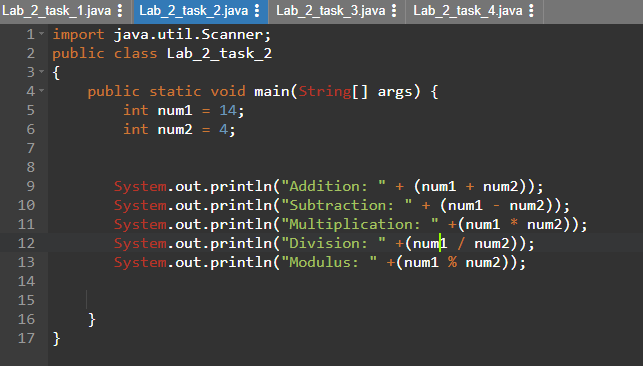 Lab_2_task_1.java Lab_2_task_2.java Lab_2_task_3.java Lab_2_task_4.java
1 import java.util.Scanner;
2 public class Lab_2_task_2
3 {
4     public static void main(String[] args) {
5         int num1 = 14;
6         int num2 = 4;
7
8
9        System.out.println("Addition: " + (num1 + num2));
10        System.out.println("Subtraction: " + (num1 - num2));
11        System.out.println("Multiplication: " +(num1 * num2));
12        System.out.println("Division: " +(num1 / num2));
13        System.out.println("Modulus: " +(num1 % num2));
14
15
16     }
17 }